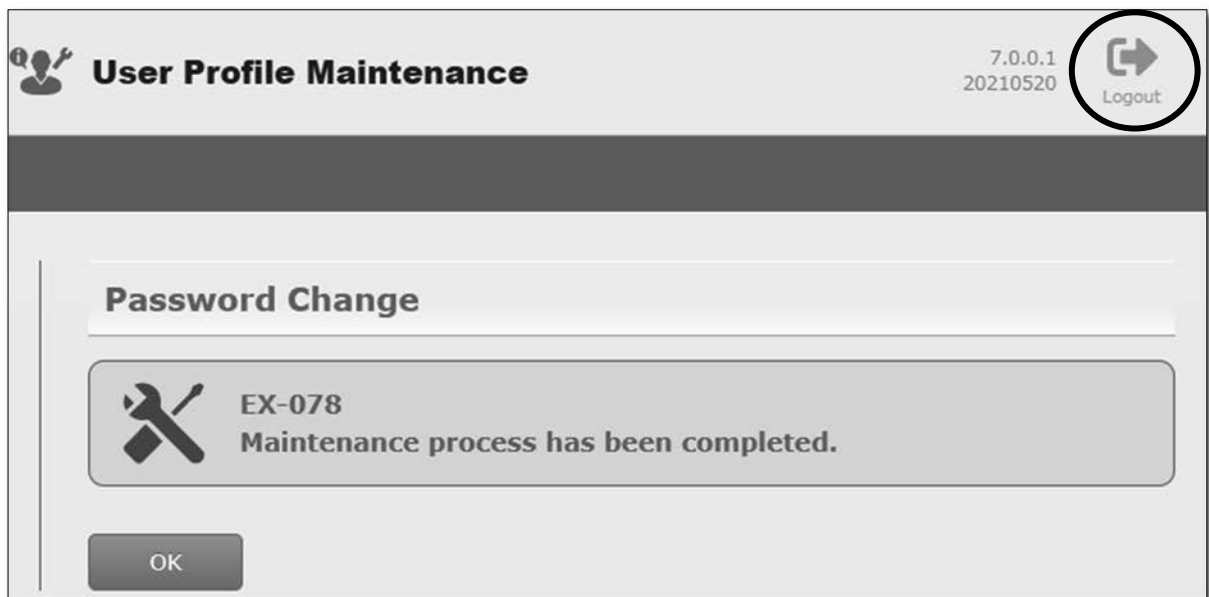 User Profile Maintenance
7.0.0.1
20210520
Logout
Password Change
EX-078
Maintenance process has been completed.
OK